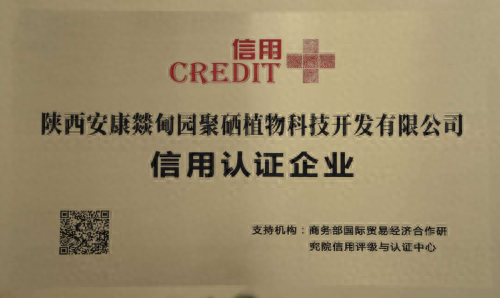 信用
CREDIT
陕西安康燚甸园聚硒植物科技开发有限公司
信用认证企业
支持机构：商务部国际贸易经济合作研
究院信用评级与认证中心